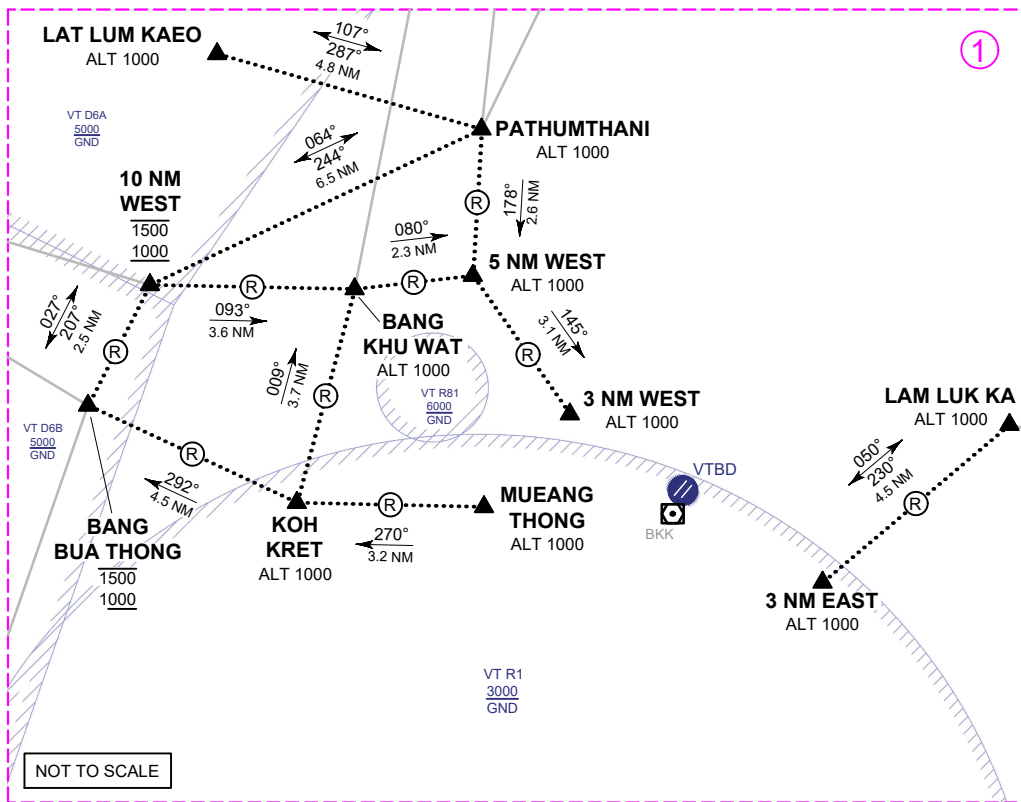 LAT LUM KAEO
ALT 1000
107°
287°
4.8 NM
1
VT D6A
5000
GND
PATHUMTHANI
ALT 1000
064°
244°
6.5 NM
10 NM
WEST
1500
1000
R
178°
2.6 NM
080°
2.3 NM
5 NM WEST
ALT 1000
R
R
093°
3.6 NM
BANG
KHU WAT
ALT 1000
027°
207°
2.5 NM
R
145°
3.1 NM
R
009°
3.7 NM
R
VT R81
6000
GND
3 NM WEST
ALT 1000
LAM LUK KA
ALT 1000
VT D6B
5000
GND
R
292°
4.5 NM
050°
230°
4.5 NM
R
VTBD
BKK
BANG
BUA THONG
1500
1000
KOH
KRET
ALT 1000
R
270°
3.2 NM
MUEANG
THONG
ALT 1000
3 NM EAST
ALT 1000
VT R1
3000
GND
NOT TO SCALE